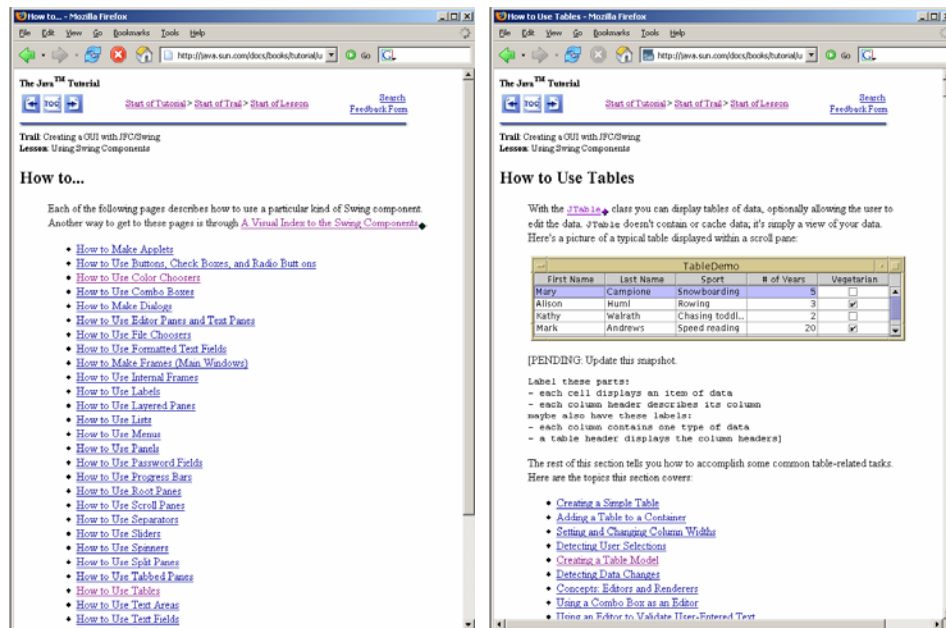 How to... - Mozilla Firefox
File Edit View Go Bookmarks Tools Help
http://java.sun.com/docs/books/tutorial/u Go
The Java™ Tutorial
TOC
Start of Tutorial > Start of Trail > Start of Lesson
Search
Feedback Form
Trail: Creating a GUI with JFC/Swing
Lesson: Using Swing Components
How to...
Each of the following pages describes how to use a particular kind of Swing component.
Another way to get to these pages is through A Visual Index to the Swing Components.
How to Make Applets
How to Use Buttons, Check Boxes, and Radio Butt ons
How to Use Color Choosers
How to Use Combo Boxes
How to Make Dialogs
How to Use Editor Panes and Text Panes
How to Use File Choosers
How to Use Formatted Text Fields
How to Make Frames (Main Windows)
How to Use Internal Frames
How to Use Labels
How to Use Layered Panes
How to Use Lists
How to Use Menus
How to Use Panels
How to Use Password Fields
How to Use Progress Bars
How to Use Root Panes
How to Use Scroll Panes
How to Use Separators
How to Use Sliders
How to Use Spinners
How to Use Split Panes
How to Use Tabbed Panes
How to Use Tables
How to Use Text Areas
How to Use Text Fields
How to Use Tables - Mozilla Firefox
File Edit View Go Bookmarks Tools Help
http://java.sun.com/docs/books/tutorial/u Go
The Java™ Tutorial
TOC
Start of Tutorial > Start of Trail > Start of Lesson
Search
Feedback Form
Trail: Creating a GUI with JFC/Swing
Lesson: Using Swing Components
How to Use Tables
With the JTable class you can display tables of data, optionally allowing the user to
edit the data. JTable doesn't contain or cache data; it's simply a view of your data.
Here's a picture of a typical table displayed within a scroll pane:
TableDemo
First Name Last Name Sport # of Years Vegetarian
Mary Campione Snowboarding 5
Alison Huml Rowing 3
Kathy Walrath Chasing toddl... 2
Mark Andrews Speed reading 20
[PENDING: Update this snapshot.
Label these parts:
- each cell displays an item of data
- each column header describes its column
maybe also have these labels:
- each column contains one type of data
- a table header displays the column headers]
The rest of this section tells you how to accomplish some common table-related tasks.
Here are the topics this section covers:
Creating a Simple Table
Adding a Table to a Container
Setting and Changing Column Widths
Detecting User Selections
Creating a Table Model
Detecting Data Changes
Concepts: Editors and Renderers
Using a Combo Box as an Editor
Using an Editor to Validate User-Entered Text